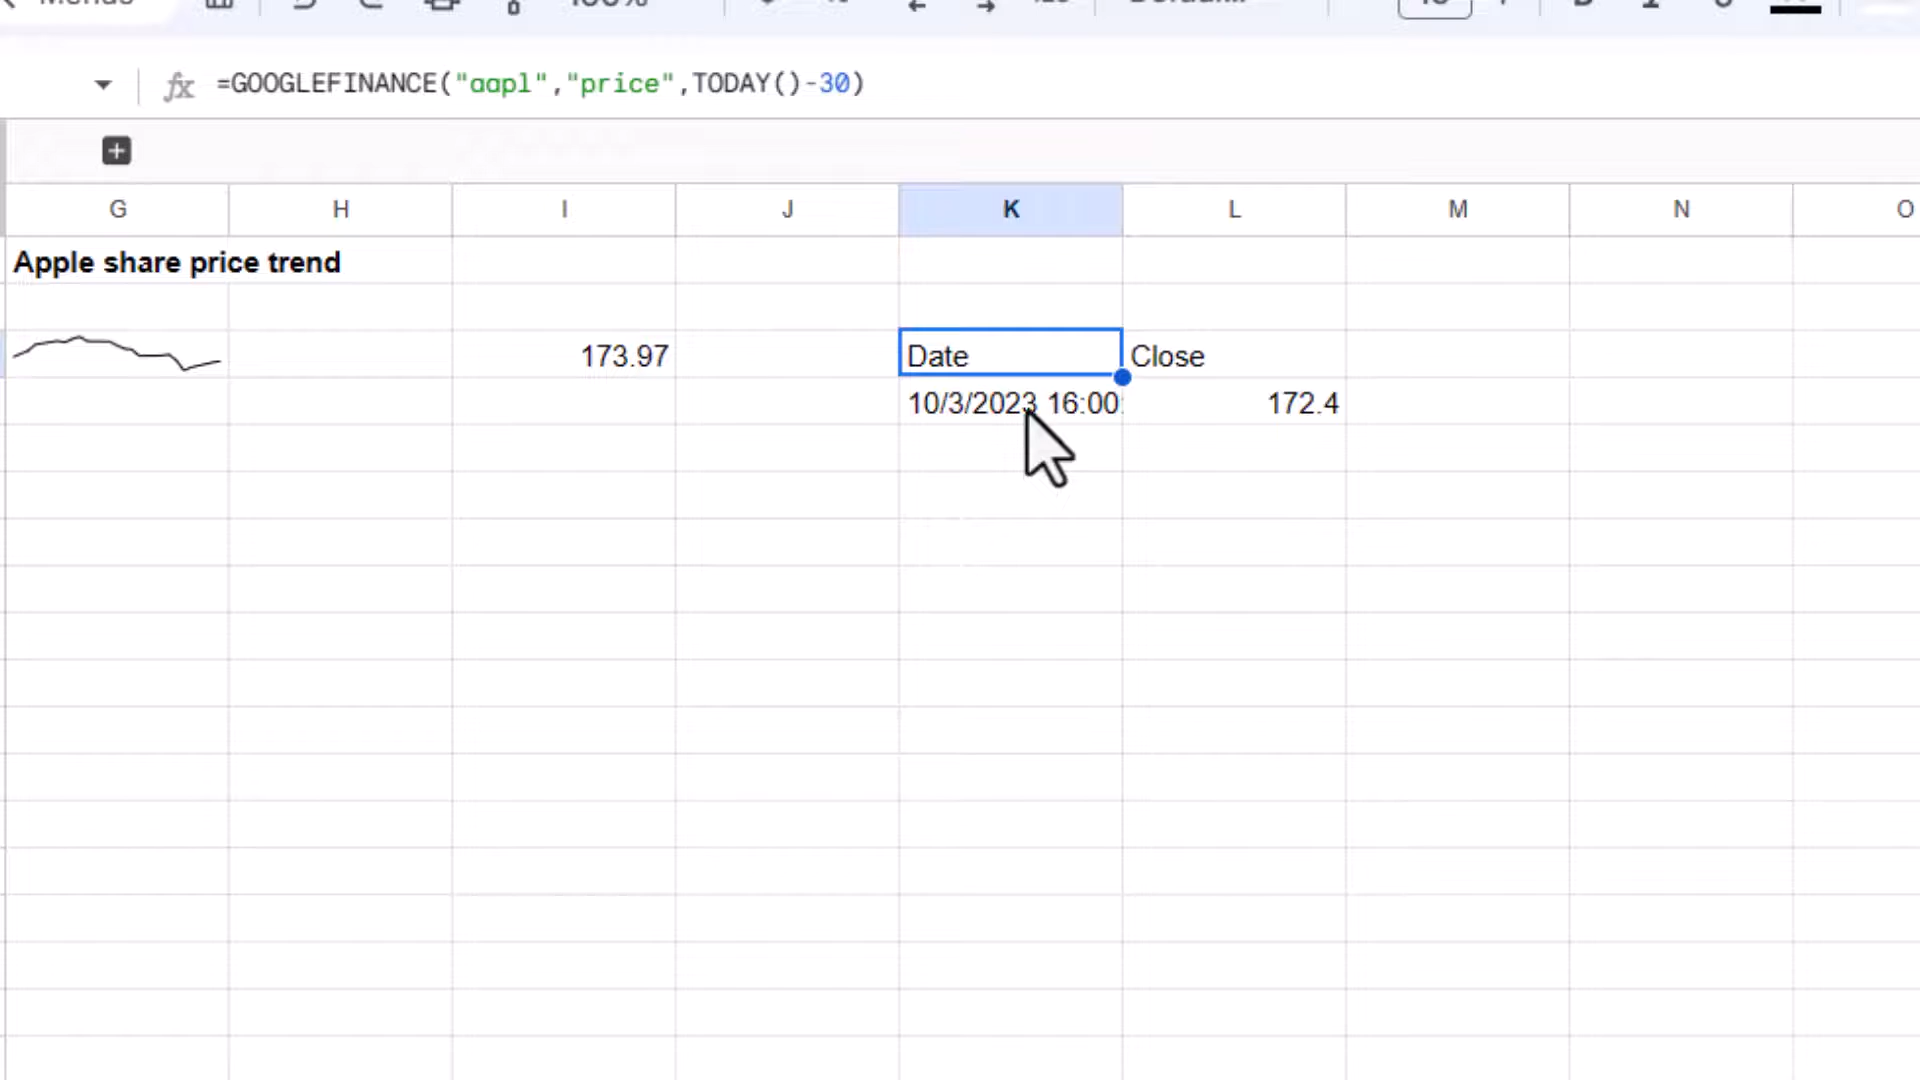 =GOOGLEFINANCE("aapl","price",TODAY()-30)
G H I J K L M N O
Apple share price trend
173.97 Date Close
10/3/2023 16:00: 172.4